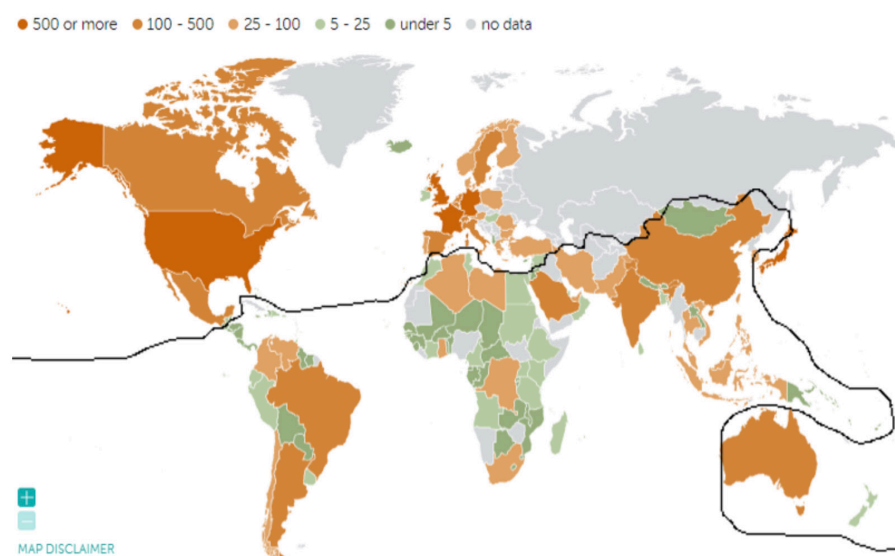 500 or more 100 - 500 25 - 100 5 - 25 under 5 no data
+
−
MAP DISCLAIMER